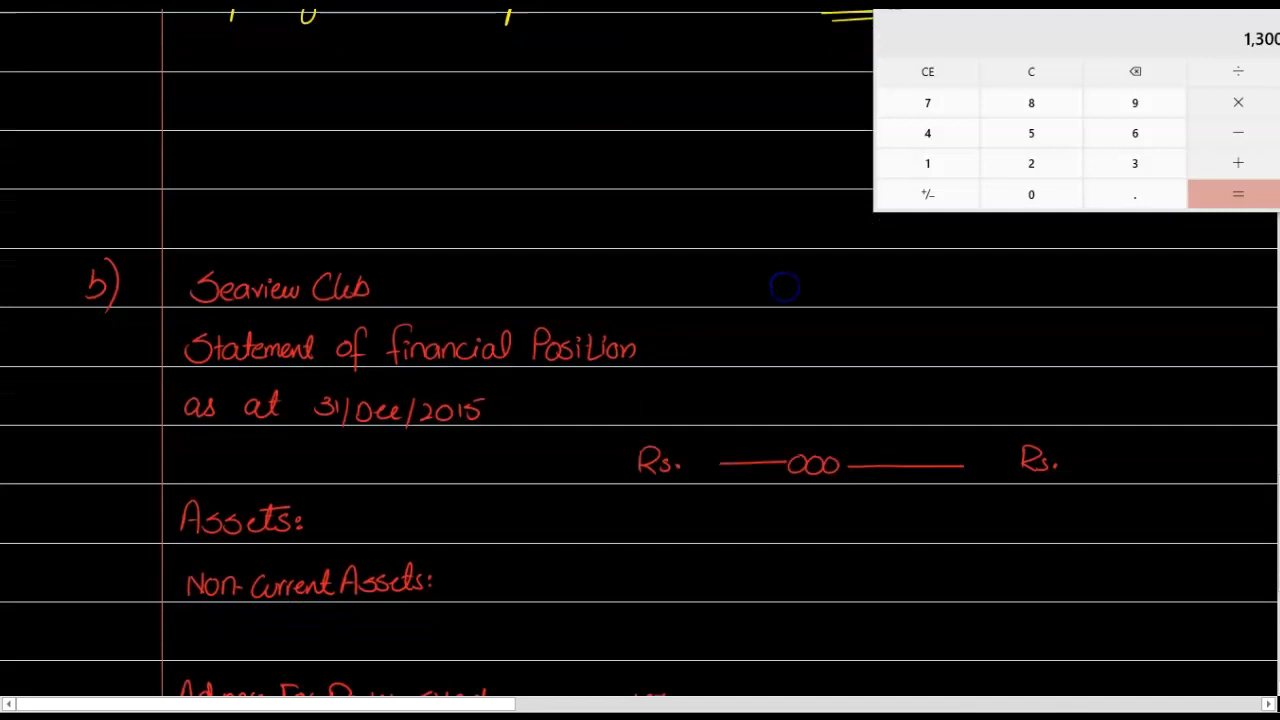 1,300
CE C ⌫ ÷
7 8 9 ×
4 5 6 −
1 2 3 +
+/− 0 . =
b) Seaview Club
Statement of financial Position
as at 31/Dec/2015
Rs. ——000—— Rs.
Assets:
Non-Current Assets: